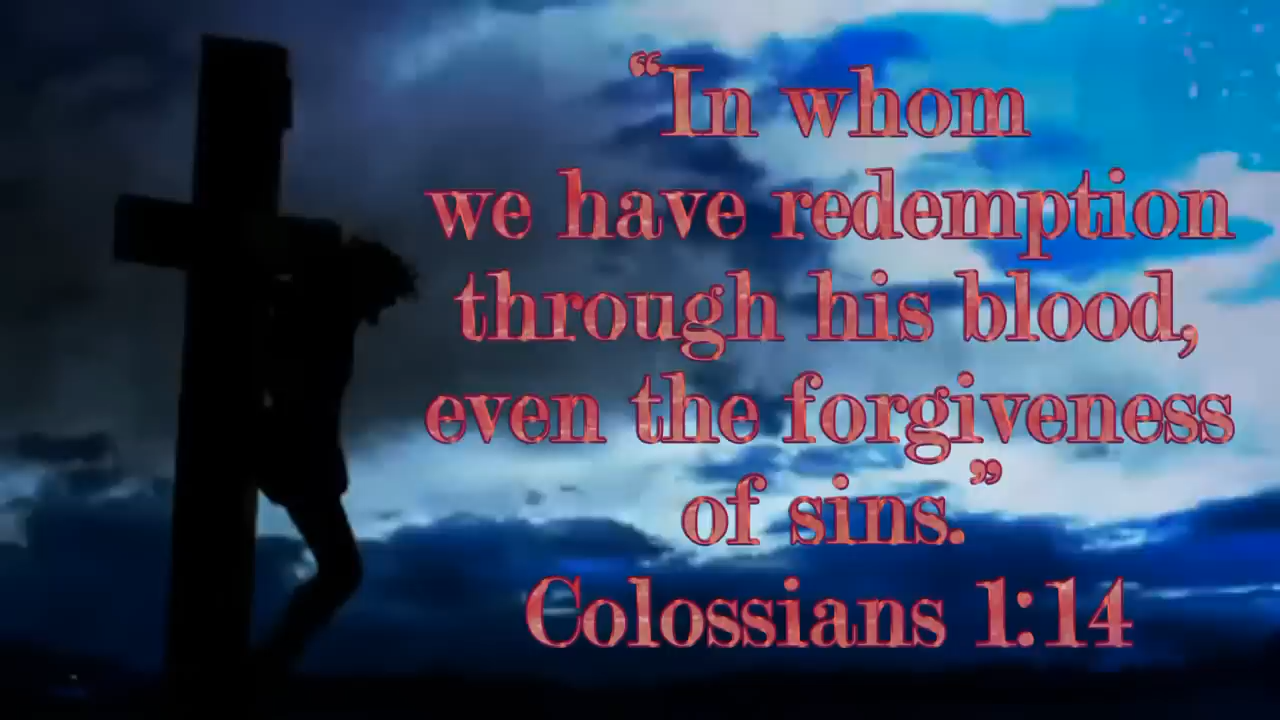 “In whom
we have redemption
through his blood,
even the forgiveness
of sins.”
Colossians 1:14